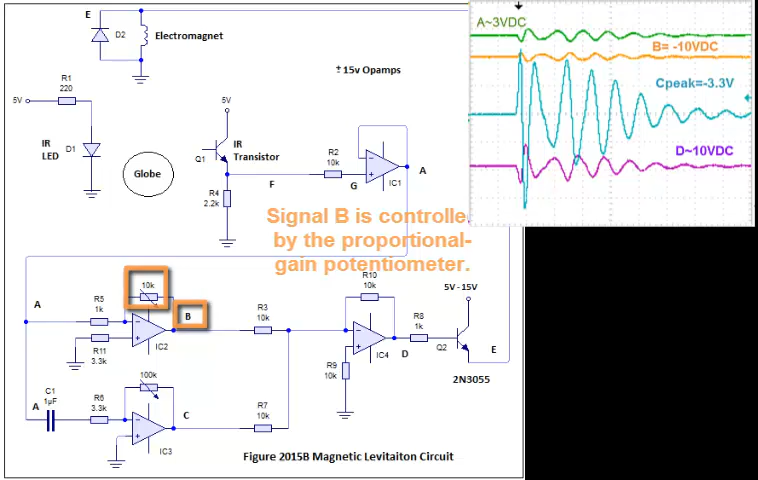 E
D2
Electromagnet
± 15v Opamps
R1
220
5V
5V
IR
LED
D1
Q1
IR
Transistor
Globe
R2
10k
A
F
G
IC1
R4
2.2k
A~3VDC
B= -10VDC
Cpeak=-3.3V
D~10VDC
Signal B is controlle
by the proportional-
gain potentiometer.
10k
R10
10k
5V -15V
A
R5
1k
B
R3
10k
R8
1k
R11
3.3k
IC2
IC4
D
Q2
E
R9
10k
2N3055
C1
1µF
100k
A
R6
3.3k
C
R7
10k
IC3
Figure 2015B Magnetic Levitaiton Circuit